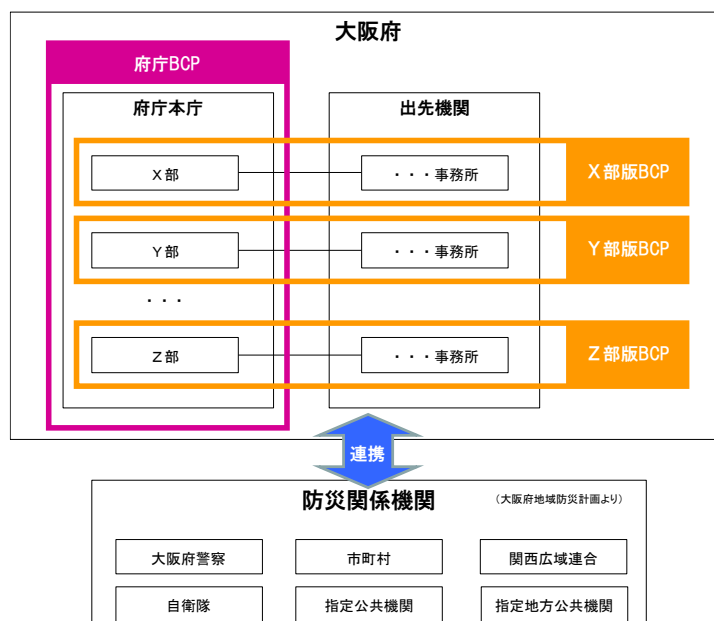 大阪府
府庁BCP
府庁本庁
出先機関
X部
・・・事務所
X部版BCP
Y部
・・・事務所
Y部版BCP
・・・
Z部
・・・事務所
Z部版BCP
連携
防災関係機関
（大阪府地域防災計画より）
大阪府警察
市町村
関西広域連合
自衛隊
指定公共機関
指定地方公共機関